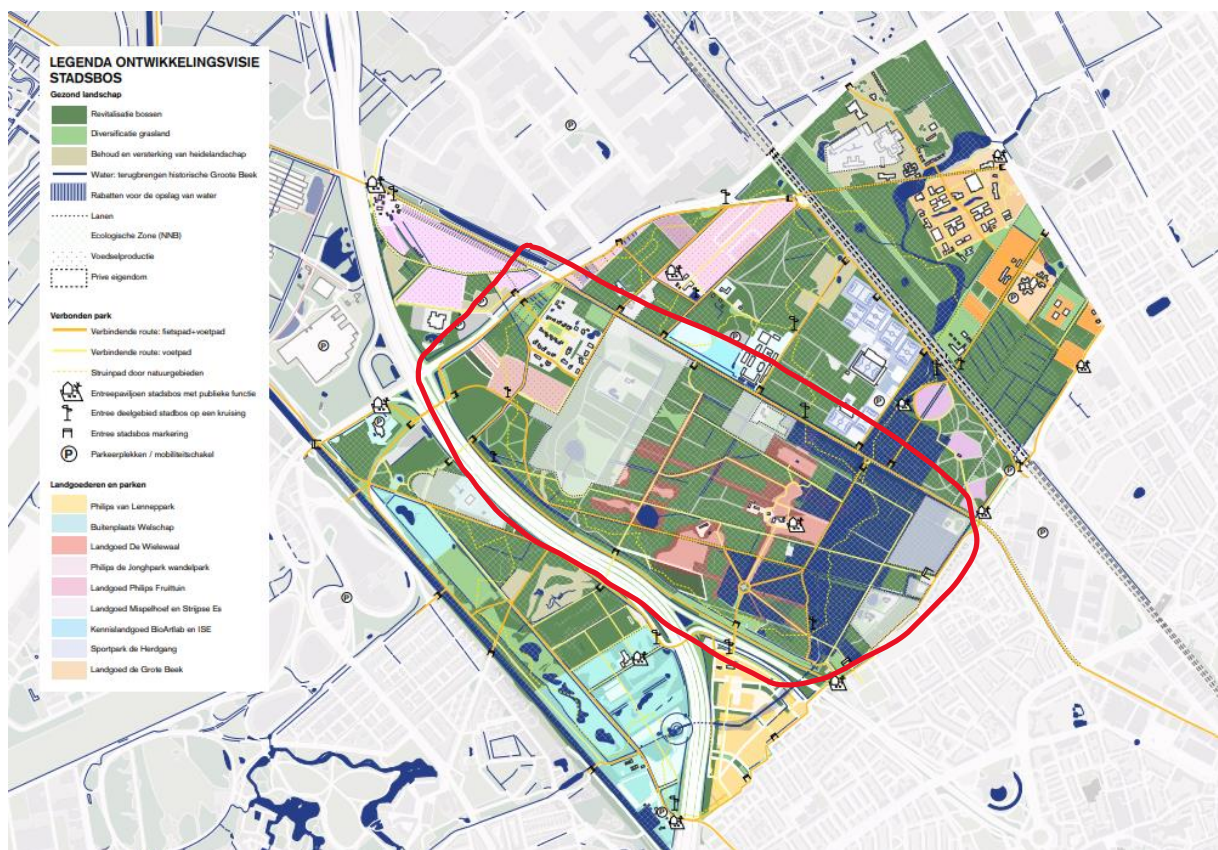 LEGENDA ONTWIKKELINGSVISIE
STADSBOS
Gezond landschap
Revitalisatie bossen
Diversificatie grasland
Behoud en versterking van heidelandschap
Water: terugbrengen historische Groote Beek
Rabatten voor de opslag van water
Lanen
Ecologische Zone (NNB)
Voedselproductie
Prive eigendom
Verbonden park
Verbindende route: fietspad+voetpad
Verbindende route: voetpad
Struinpad door natuurgebieden
Entreepaviljoen stadsbos met publieke functie
Entree deelgebied stadbos op een kruising
Entree stadsbos markering
P
Parkeerplekken / mobiliteitschakel
Landgoederen en parken
Philips van Lenneppark
Buitenplaats Welschap
Landgoed De Wielewaal
Philips de Jonghpark wandelpark
Landgoed Philips Fruittuin
Landgoed Mispelhoef en Strijpse Es
Kennislandgoed BioArtlab en ISE
Sportpark de Herdgang
Landgoed de Grote Beek
P
P
P
P
P
P
P
P
P
P
P
P
P